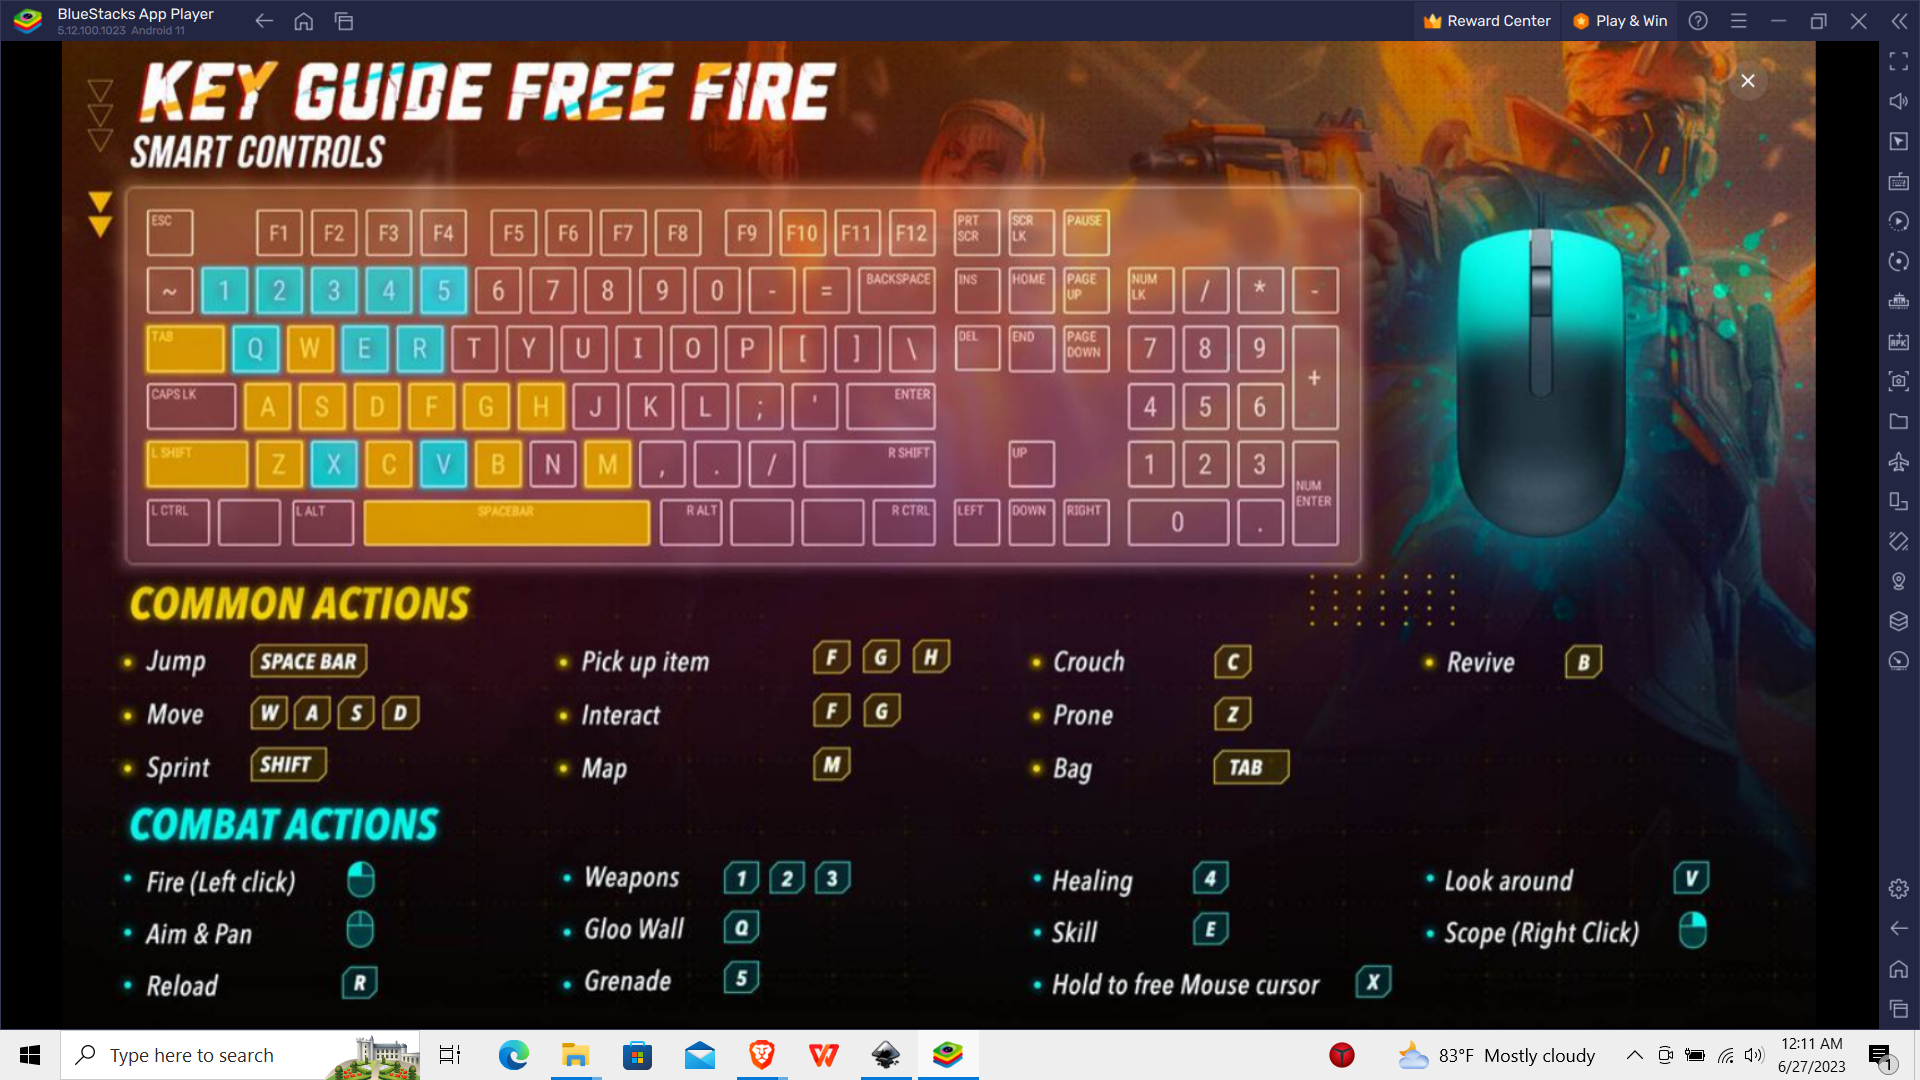 BlueStacks App Player
5.12.100.1023 Android 11
Reward Center
Play & Win
KEY GUIDE FREE FIRE
SMART CONTROLS
ESC F1 F2 F3 F4 F5 F6 F7 F8 F9 F10 F11 F12 PRT SCR SCR LK PAUSE
~ 1 2 3 4 5 6 7 8 9 0 - = BACKSPACE INS HOME PAGE UP NUM LK / * -
TAB Q W E R T Y U I O P [ ] \ DEL END PAGE DOWN 7 8 9 +
CAPS LK A S D F G H J K L ; ' ENTER 4 5 6
L SHIFT Z X C V B N M , . / R SHIFT UP 1 2 3 NUM ENTER
L CTRL L ALT SPACEBAR R ALT R CTRL LEFT DOWN RIGHT 0 .
COMMON ACTIONS
Jump SPACE BAR Pick up item F G H Crouch C Revive B
Move W A S D Interact F G Prone Z
Sprint SHIFT Map M Bag TAB
COMBAT ACTIONS
Fire (Left click) Weapons 1 2 3 Healing 4 Look around V
Aim & Pan Gloo Wall Q Skill E Scope (Right Click)
Reload R Grenade 5 Hold to free Mouse cursor X
Type here to search
83°F Mostly cloudy
12:11 AM
6/27/2023
1